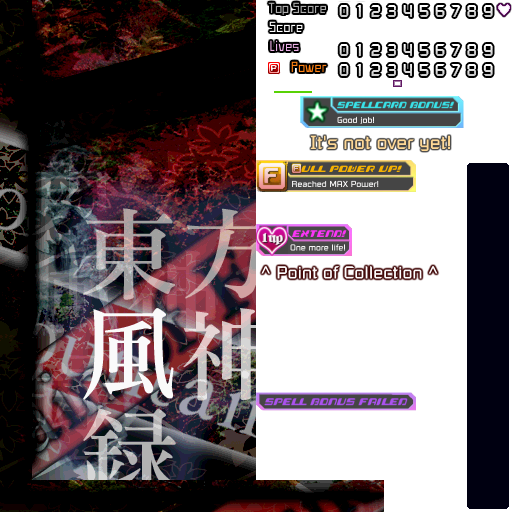 Top Score 0123456789
Score
Lives 0123456789
P Power 0123456789
SPELLCARD BONUS!
Good job!
It's not over yet!
F FULL POWER UP!
Reached MAX Power!
1up EXTEND!
One more life!
^ Point of Collection ^
SPELL BONUS FAILED
東方
風神
録